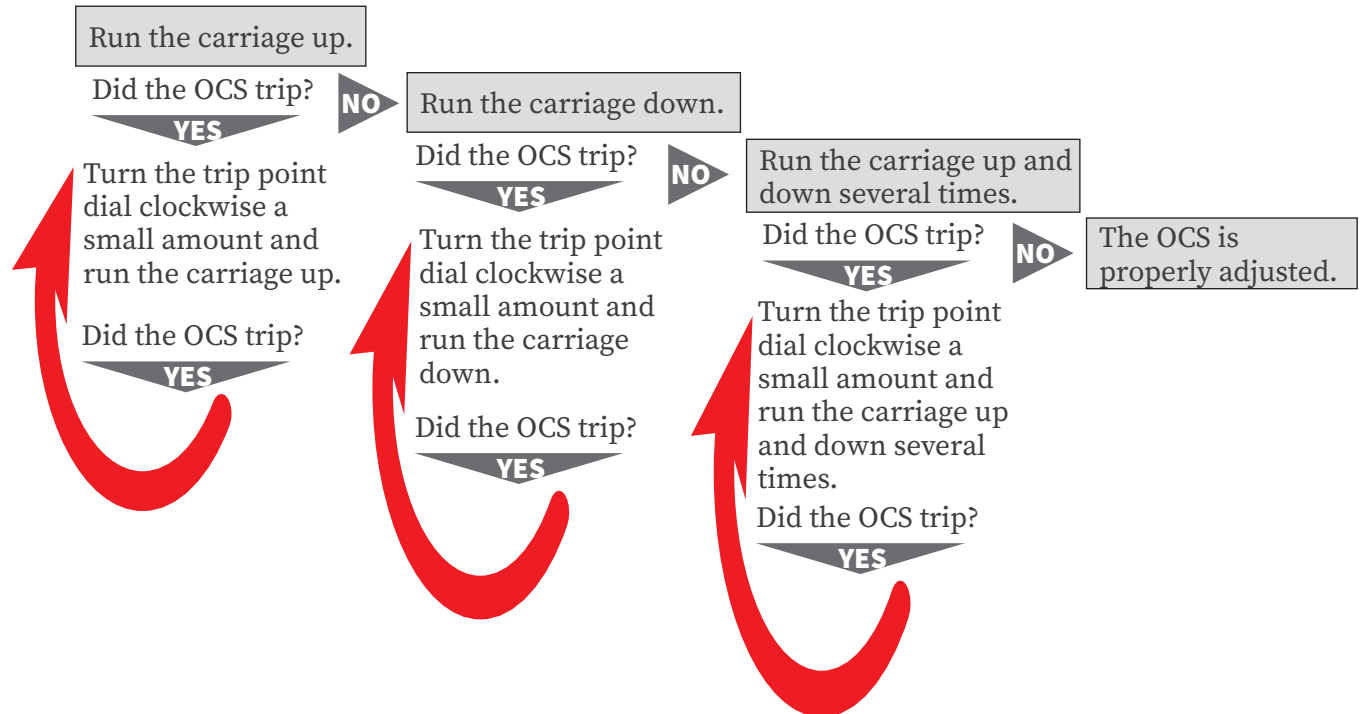 Run the carriage up.
Did the OCS trip?
NO
YES
Turn the trip point
dial clockwise a
small amount and
run the carriage up.
Did the OCS trip?
YES
Run the carriage down.
Did the OCS trip?
NO
YES
Turn the trip point
dial clockwise a
small amount and
run the carriage
down.
Did the OCS trip?
YES
Run the carriage up and
down several times.
Did the OCS trip?
NO
YES
Turn the trip point
dial clockwise a
small amount and
run the carriage up
and down several
times.
Did the OCS trip?
YES
The OCS is
properly adjusted.